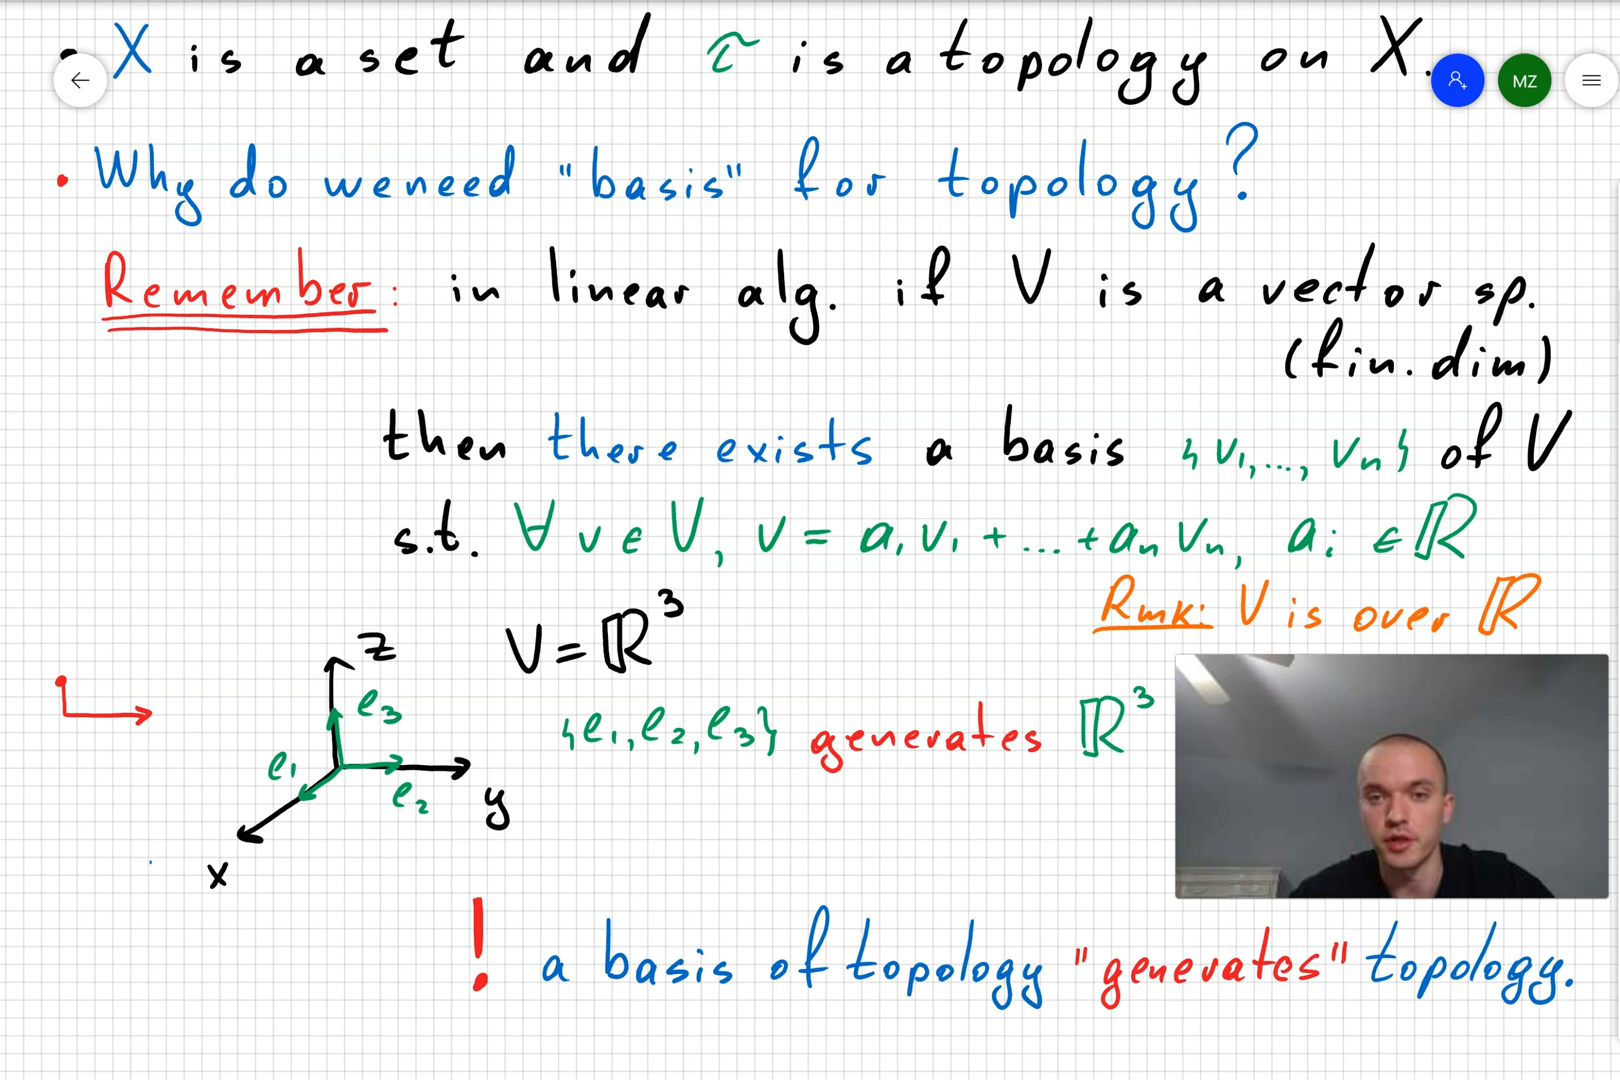 • X is a set and τ is a topology on X.
MZ
• Why do we need "basis" for topology?
Remember: in linear alg. if V is a vector sp.
(fin. dim)
then there exists a basis {v₁,..., vₙ} of V
s.t. ∀ v ∈ V, v = a₁v₁ + ... + aₙvₙ, aᵢ ∈ ℝ
Rmk: V is over ℝ
V = ℝ³
z
e₃
{e₁, e₂, e₃} generates ℝ³
e₁
e₂
y
x
! a basis of topology "generates" topology.